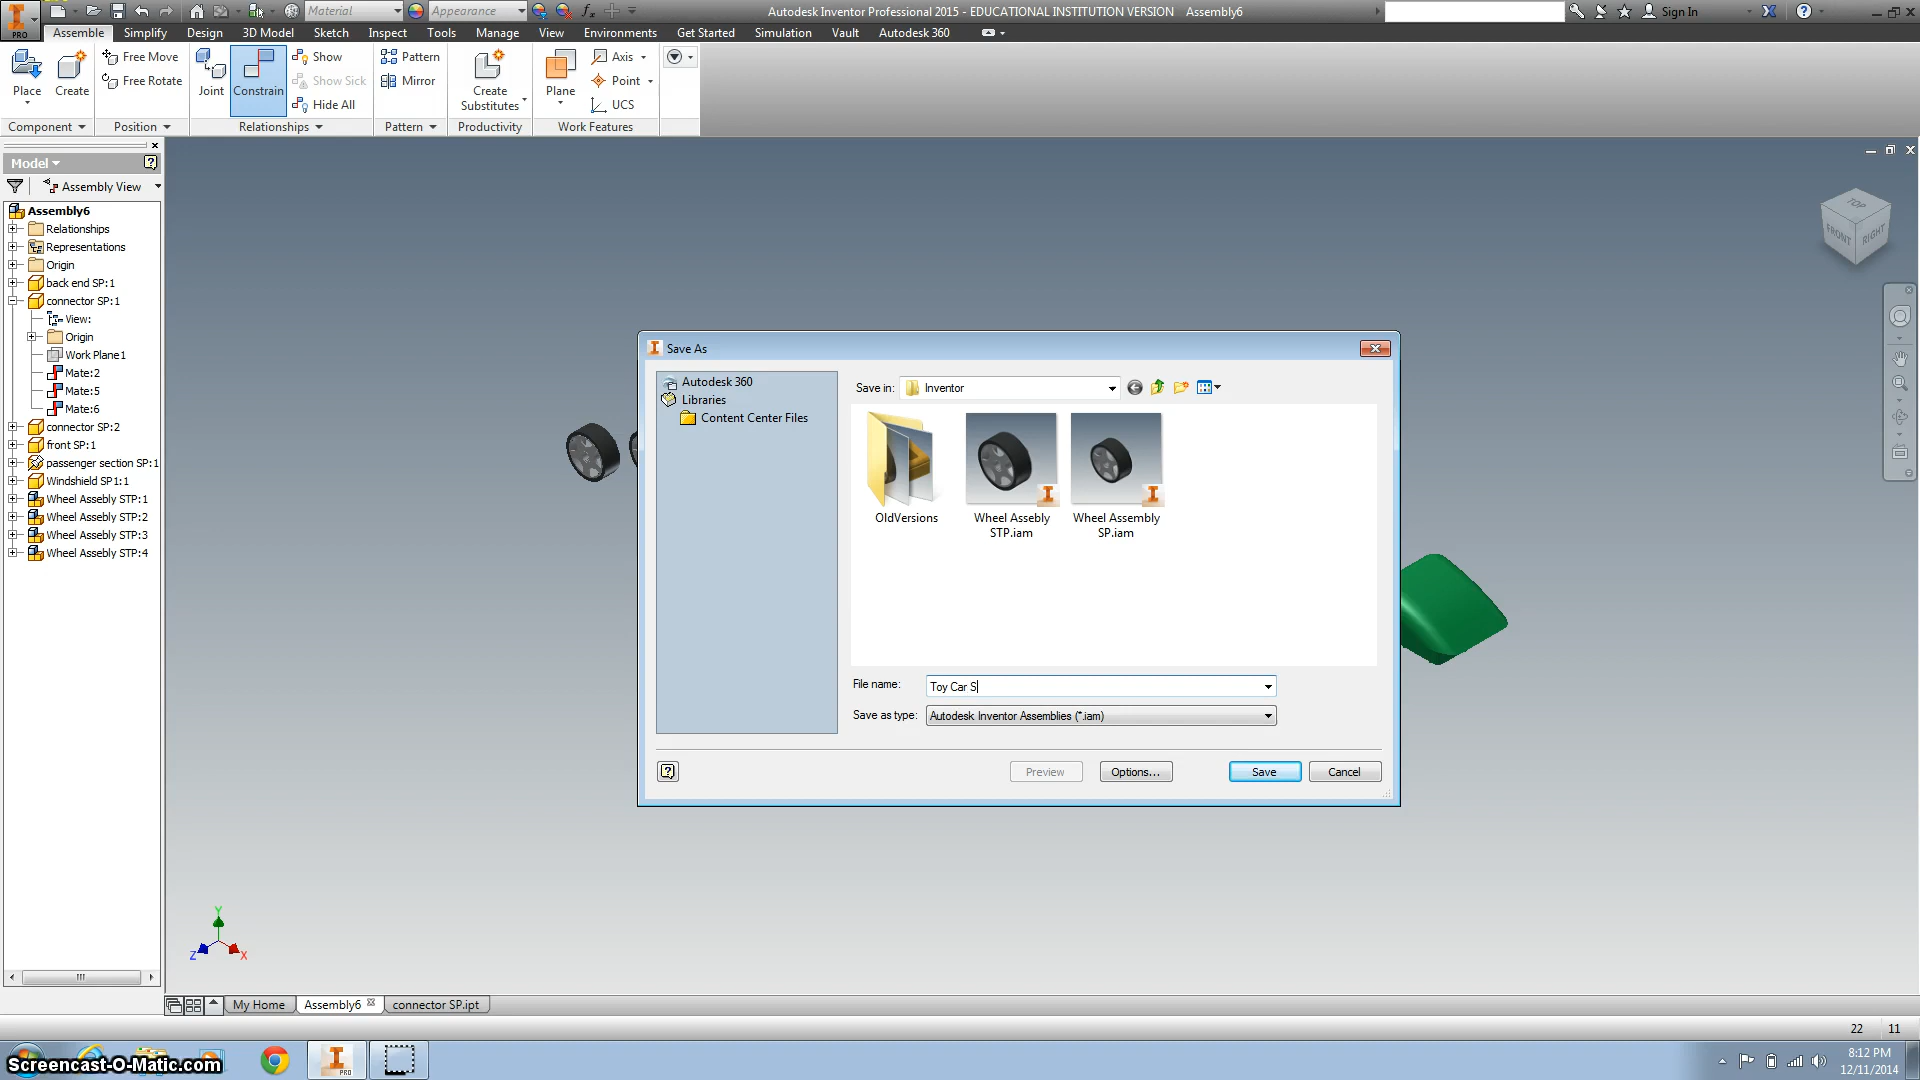 Material
Appearance
Autodesk Inventor Professional 2015 - EDUCATIONAL INSTITUTION VERSION Assembly6
Sign In
PRO
Assemble Simplify Design 3D Model Sketch Inspect Tools Manage View Environments Get Started Simulation Vault Autodesk 360
Place
Create
Free Move
Free Rotate
Joint
Constrain
Show
Show Sick
Hide All
Pattern
Mirror
Create
Substitutes
Plane
Axis
Point
UCS
Component Position Relationships Pattern Productivity Work Features
Model
Assembly View
Assembly6
Relationships
Representations
Origin
back end SP:1
connector SP:1
View:
Origin
Work Plane1
Mate:2
Mate:5
Mate:6
connector SP:2
front SP:1
passenger section SP:1
Windshield SP1:1
Wheel Assebly STP:1
Wheel Assebly STP:2
Wheel Assebly STP:3
Wheel Assebly STP:4
TOP
FRONT
RIGHT
Save As
Autodesk 360
Libraries
Content Center Files
Save in: Inventor
OldVersions
Wheel Assebly
STP.iam
Wheel Assembly
SP.iam
File name: Toy Car S
Save as type: Autodesk Inventor Assemblies (*.iam)
Preview
Options...
Save
Cancel
Y
Z
X
My Home
Assembly6
connector SP.ipt
22 11
Screencast-O-Matic.com
PRO
8:12 PM
12/11/2014